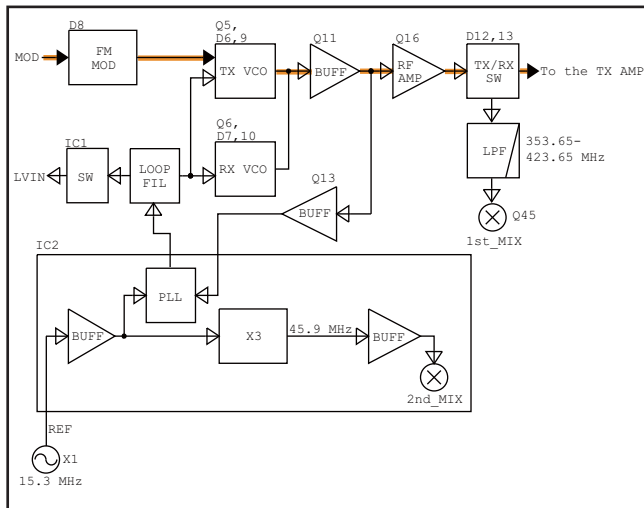 D8
Q5,
D6,9
Q11
Q16
D12,13
MOD
FM
MOD
TX VCO
BUFF
RF
AMP
TX/RX
SW
To the TX AMP
Q6,
D7,10
IC1
LVIN
SW
LOOP
FIL
RX VCO
LPF
353.65–
423.65 MHz
Q13
BUFF
Q45
1st_MIX
IC2
PLL
BUFF
X3
45.9 MHz
BUFF
2nd_MIX
REF
X1
15.3 MHz